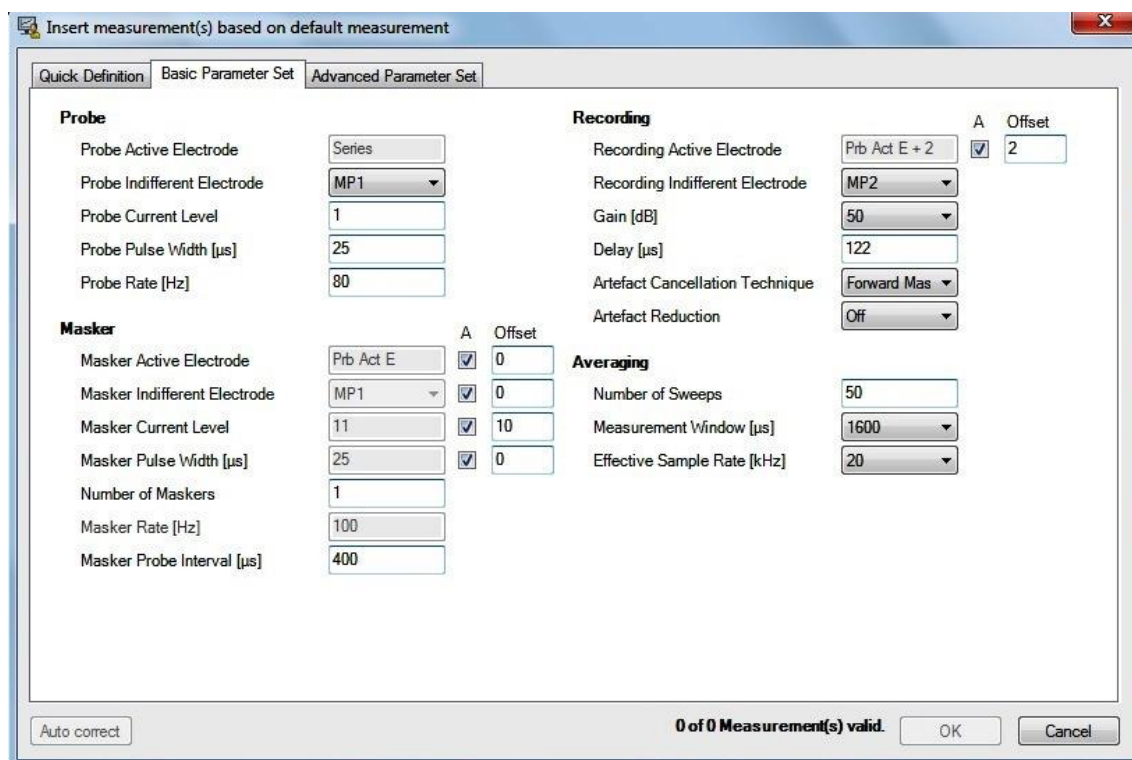 Insert measurement(s) based on default measurement
x
Quick Definition Basic Parameter Set Advanced Parameter Set
Probe
Probe Active Electrode Series
Probe Indifferent Electrode MP1
Probe Current Level 1
Probe Pulse Width [µs] 25
Probe Rate [Hz] 80
Masker
A Offset
Masker Active Electrode Prb Act E 0
Masker Indifferent Electrode MP1 0
Masker Current Level 11 10
Masker Pulse Width [µs] 25 0
Number of Maskers 1
Masker Rate [Hz] 100
Masker Probe Interval [µs] 400
Recording
A Offset
Recording Active Electrode Prb Act E + 2 2
Recording Indifferent Electrode MP2
Gain [dB] 50
Delay [µs] 122
Artefact Cancellation Technique Forward Mas
Artefact Reduction Off
Averaging
Number of Sweeps 50
Measurement Window [µs] 1600
Effective Sample Rate [kHz] 20
Auto correct 0 of 0 Measurement(s) valid. OK Cancel